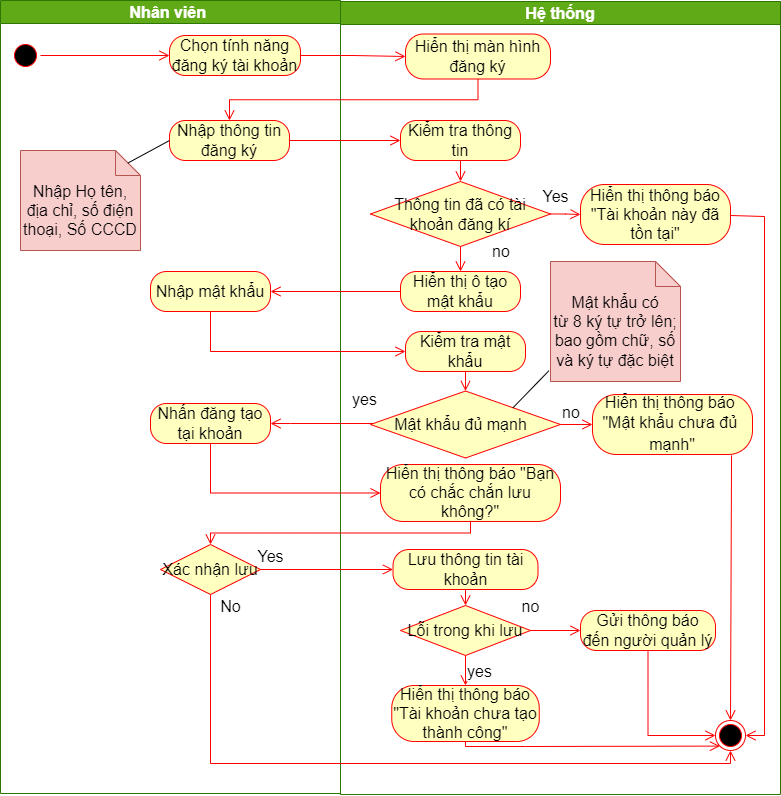 Nhân viên
Hệ thống
Chọn tính năng
đăng ký tài khoản
Hiển thị màn hình
đăng ký
Nhập thông tin
đăng ký
Kiểm tra thông
tin
Nhập Họ tên,
địa chỉ, số điện
thoại, Số CCCD
Thông tin đã có tài
khoản đăng kí
Yes
Hiển thị thông báo
"Tài khoản này đã
tồn tại"
no
Nhập mật khẩu
Hiển thị ô tạo
mật khẩu
Mật khẩu có
từ 8 ký tự trở lên;
bao gồm chữ, số
và ký tự đặc biệt
Kiểm tra mật
khẩu
yes
Nhấn đăng tạo
tại khoản
Mật khẩu đủ mạnh
no
Hiển thị thông báo
"Mật khẩu chưa đủ
mạnh"
Hiên thị thông báo "Bạn
có chắc chắn lưu
không?"
Xác nhận lưu
Yes
No
Lưu thông tin tài
khoản
Lỗi trong khi lưu
no
Gửi thông báo
đến người quản lý
yes
Hiển thị thông báo
"Tài khoản chưa tạo
thành công"